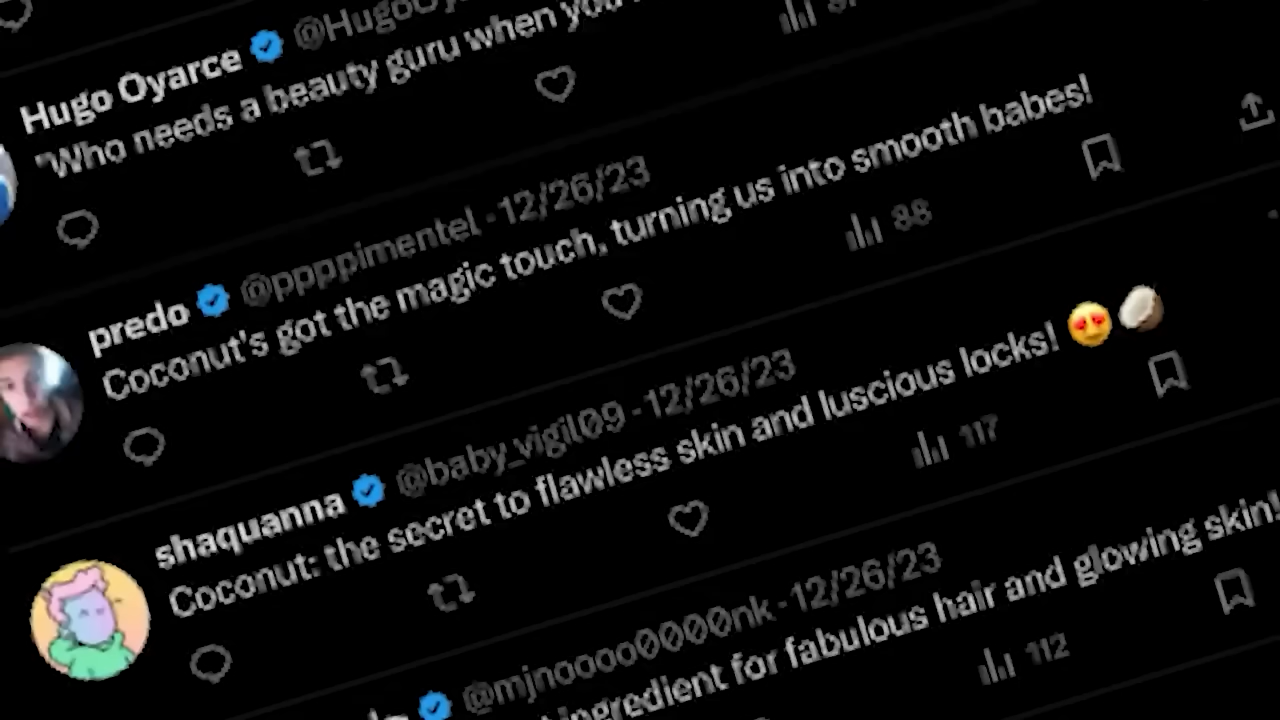 Hugo Oyarce
"Who needs a beauty guru when you
predo @ppppimentel · 12/26/23
Coconut's got the magic touch, turning us into smooth babes!
88
shaquanna @baby_vigil09 · 12/26/23
Coconut: the secret to flawless skin and luscious locks! 😍🥥
117
@mjnoooo0000nk · 12/26/23
ingredient for fabulous hair and glowing skin!
112